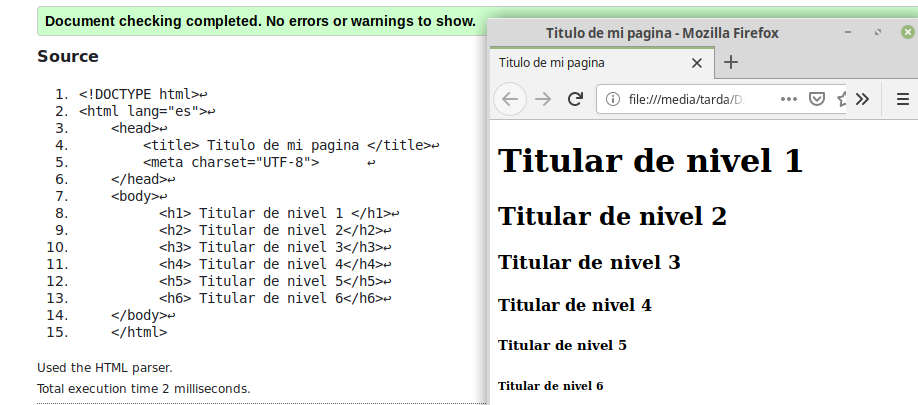 Document checking completed. No errors or warnings to show.
Source
1. <!DOCTYPE html>↩
2. <html lang="es">↩
3. <head>↩
4. <title> Titulo de mi pagina </title>↩
5. <meta charset="UTF-8"> ↩
6. </head>↩
7. <body>↩
8. <h1> Titular de nivel 1 </h1>↩
9. <h2> Titular de nivel 2</h2>↩
10. <h3> Titular de nivel 3</h3>↩
11. <h4> Titular de nivel 4</h4>↩
12. <h5> Titular de nivel 5</h5>↩
13. <h6> Titular de nivel 6</h6>↩
14. </body>↩
15. </html>
Used the HTML parser.
Total execution time 2 milliseconds.
Titulo de mi pagina - Mozilla Firefox
Titulo de mi pagina
file:///media/tarda/D
Titular de nivel 1
Titular de nivel 2
Titular de nivel 3
Titular de nivel 4
Titular de nivel 5
Titular de nivel 6